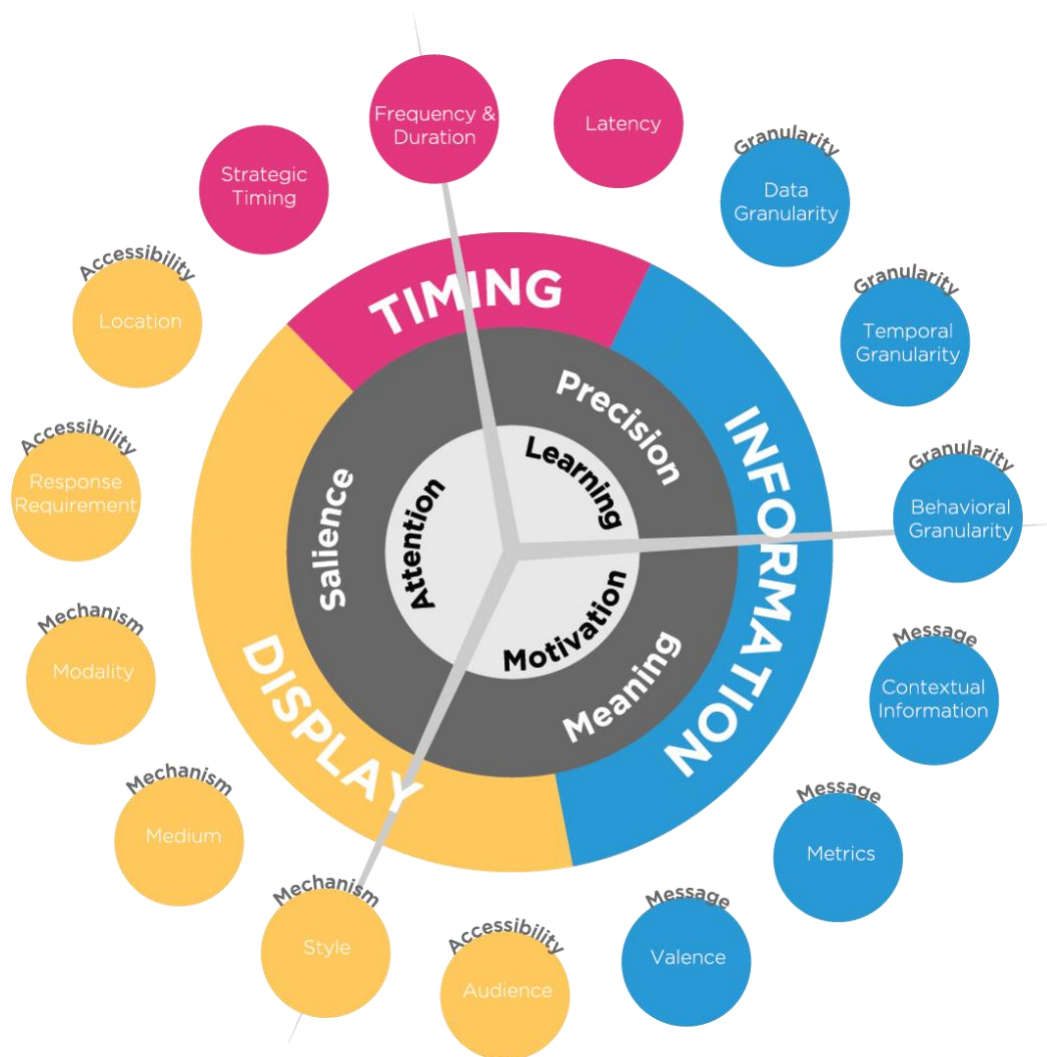 Frequency &
Duration
Latency
Strategic
Timing
Granularity
Data
Granularity
Accessibility
Location
Granularity
Temporal
Granularity
TIMING
Precision
INFORMATION
Learning
Salience
Attention
Accessibility
Response
Requirement
Granularity
Behavioral
Granularity
Motivation
Meaning
DISPLAY
Mechanism
Modality
Message
Contextual
Information
Mechanism
Medium
Message
Metrics
Mechanism
Style
Accessibility
Audience
Message
Valence